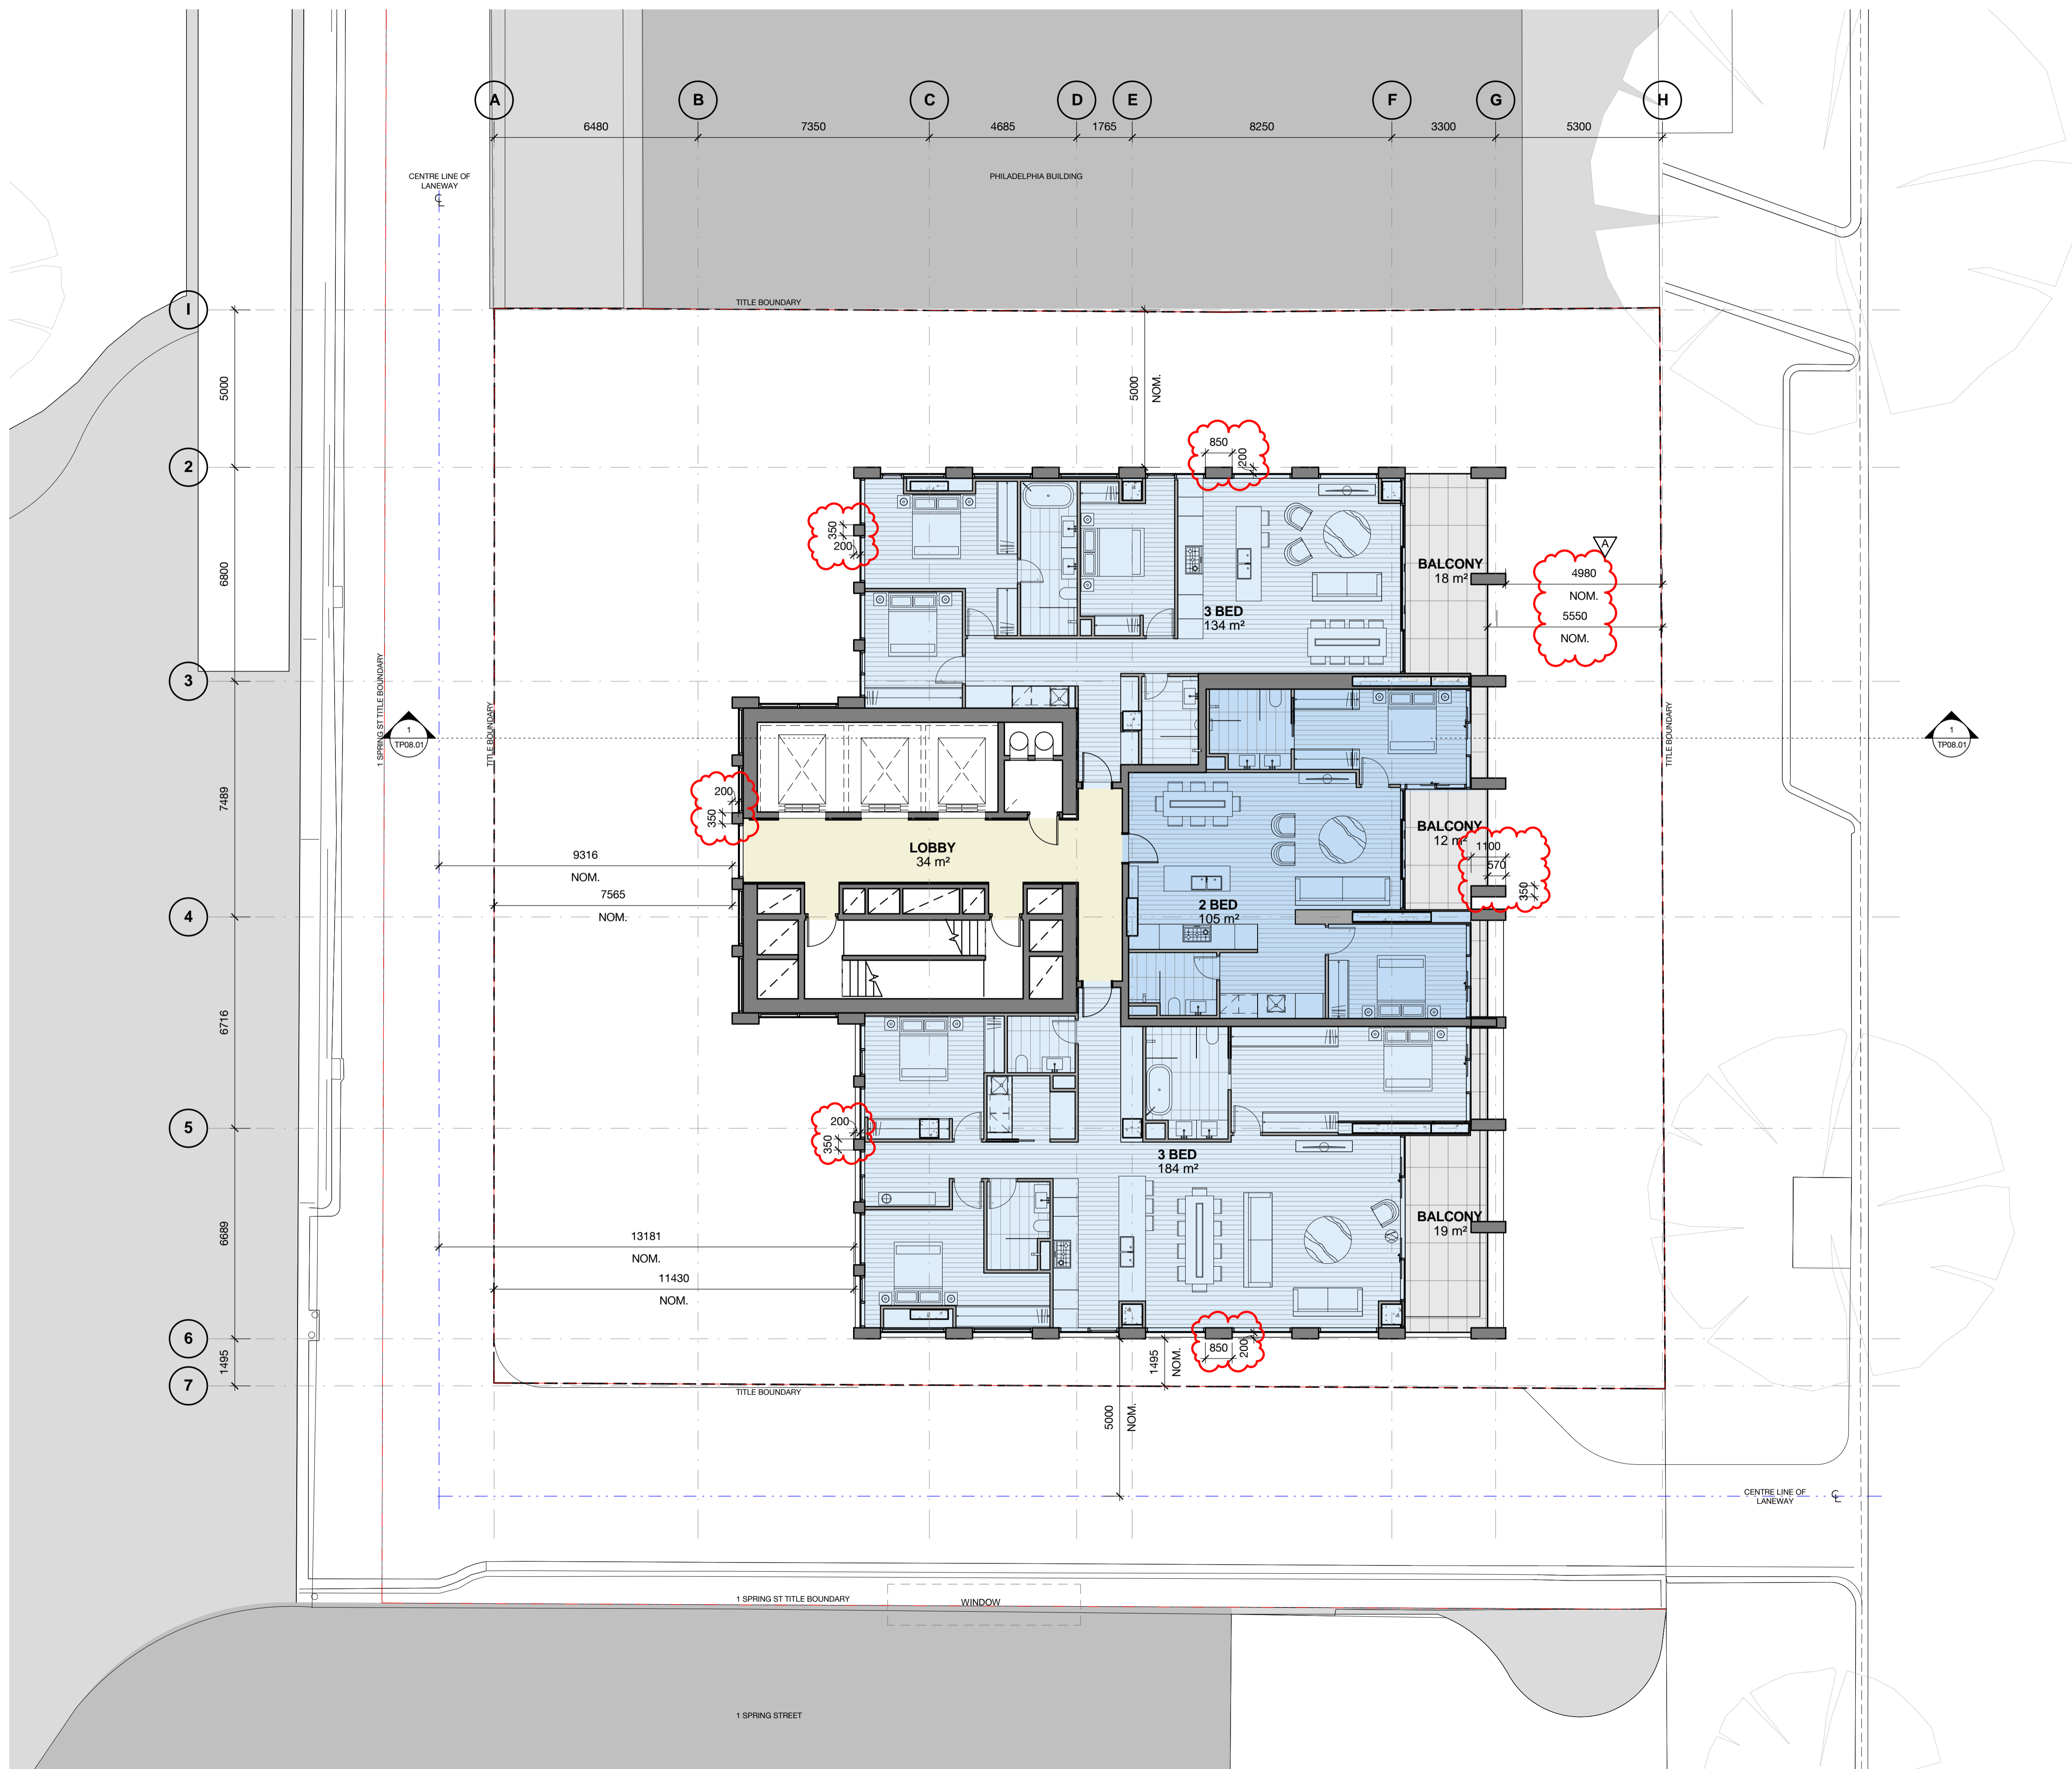 A
B
C
D
E
F
G
H
6480
7350
4685
1765
8250
3300
5300
CENTRE LINE OF
LANEWAY
PHILADELPHIA BUILDING
TITLE BOUNDARY
I
2
3
4
5
6
7
5000
6800
7489
6716
6689
1495
5000
NOM.
850
200
350
200
BALCONY
18 m²
A
4980
NOM.
5550
NOM.
3 BED
134 m²
1 SPRING ST TITLE BOUNDARY
TITLE BOUNDARY
TITLE BOUNDARY
1
TP08.01
1
TP08.01
200
350
LOBBY
34 m²
9316
NOM.
7565
NOM.
BALCONY
12 m²
1100
570
350
2 BED
105 m²
200
350
3 BED
184 m²
BALCONY
19 m²
13181
NOM.
11430
NOM.
850
200
1495
NOM.
TITLE BOUNDARY
5000
NOM.
CENTRE LINE OF
LANEWAY
1 SPRING ST TITLE BOUNDARY
WINDOW
1 SPRING STREET